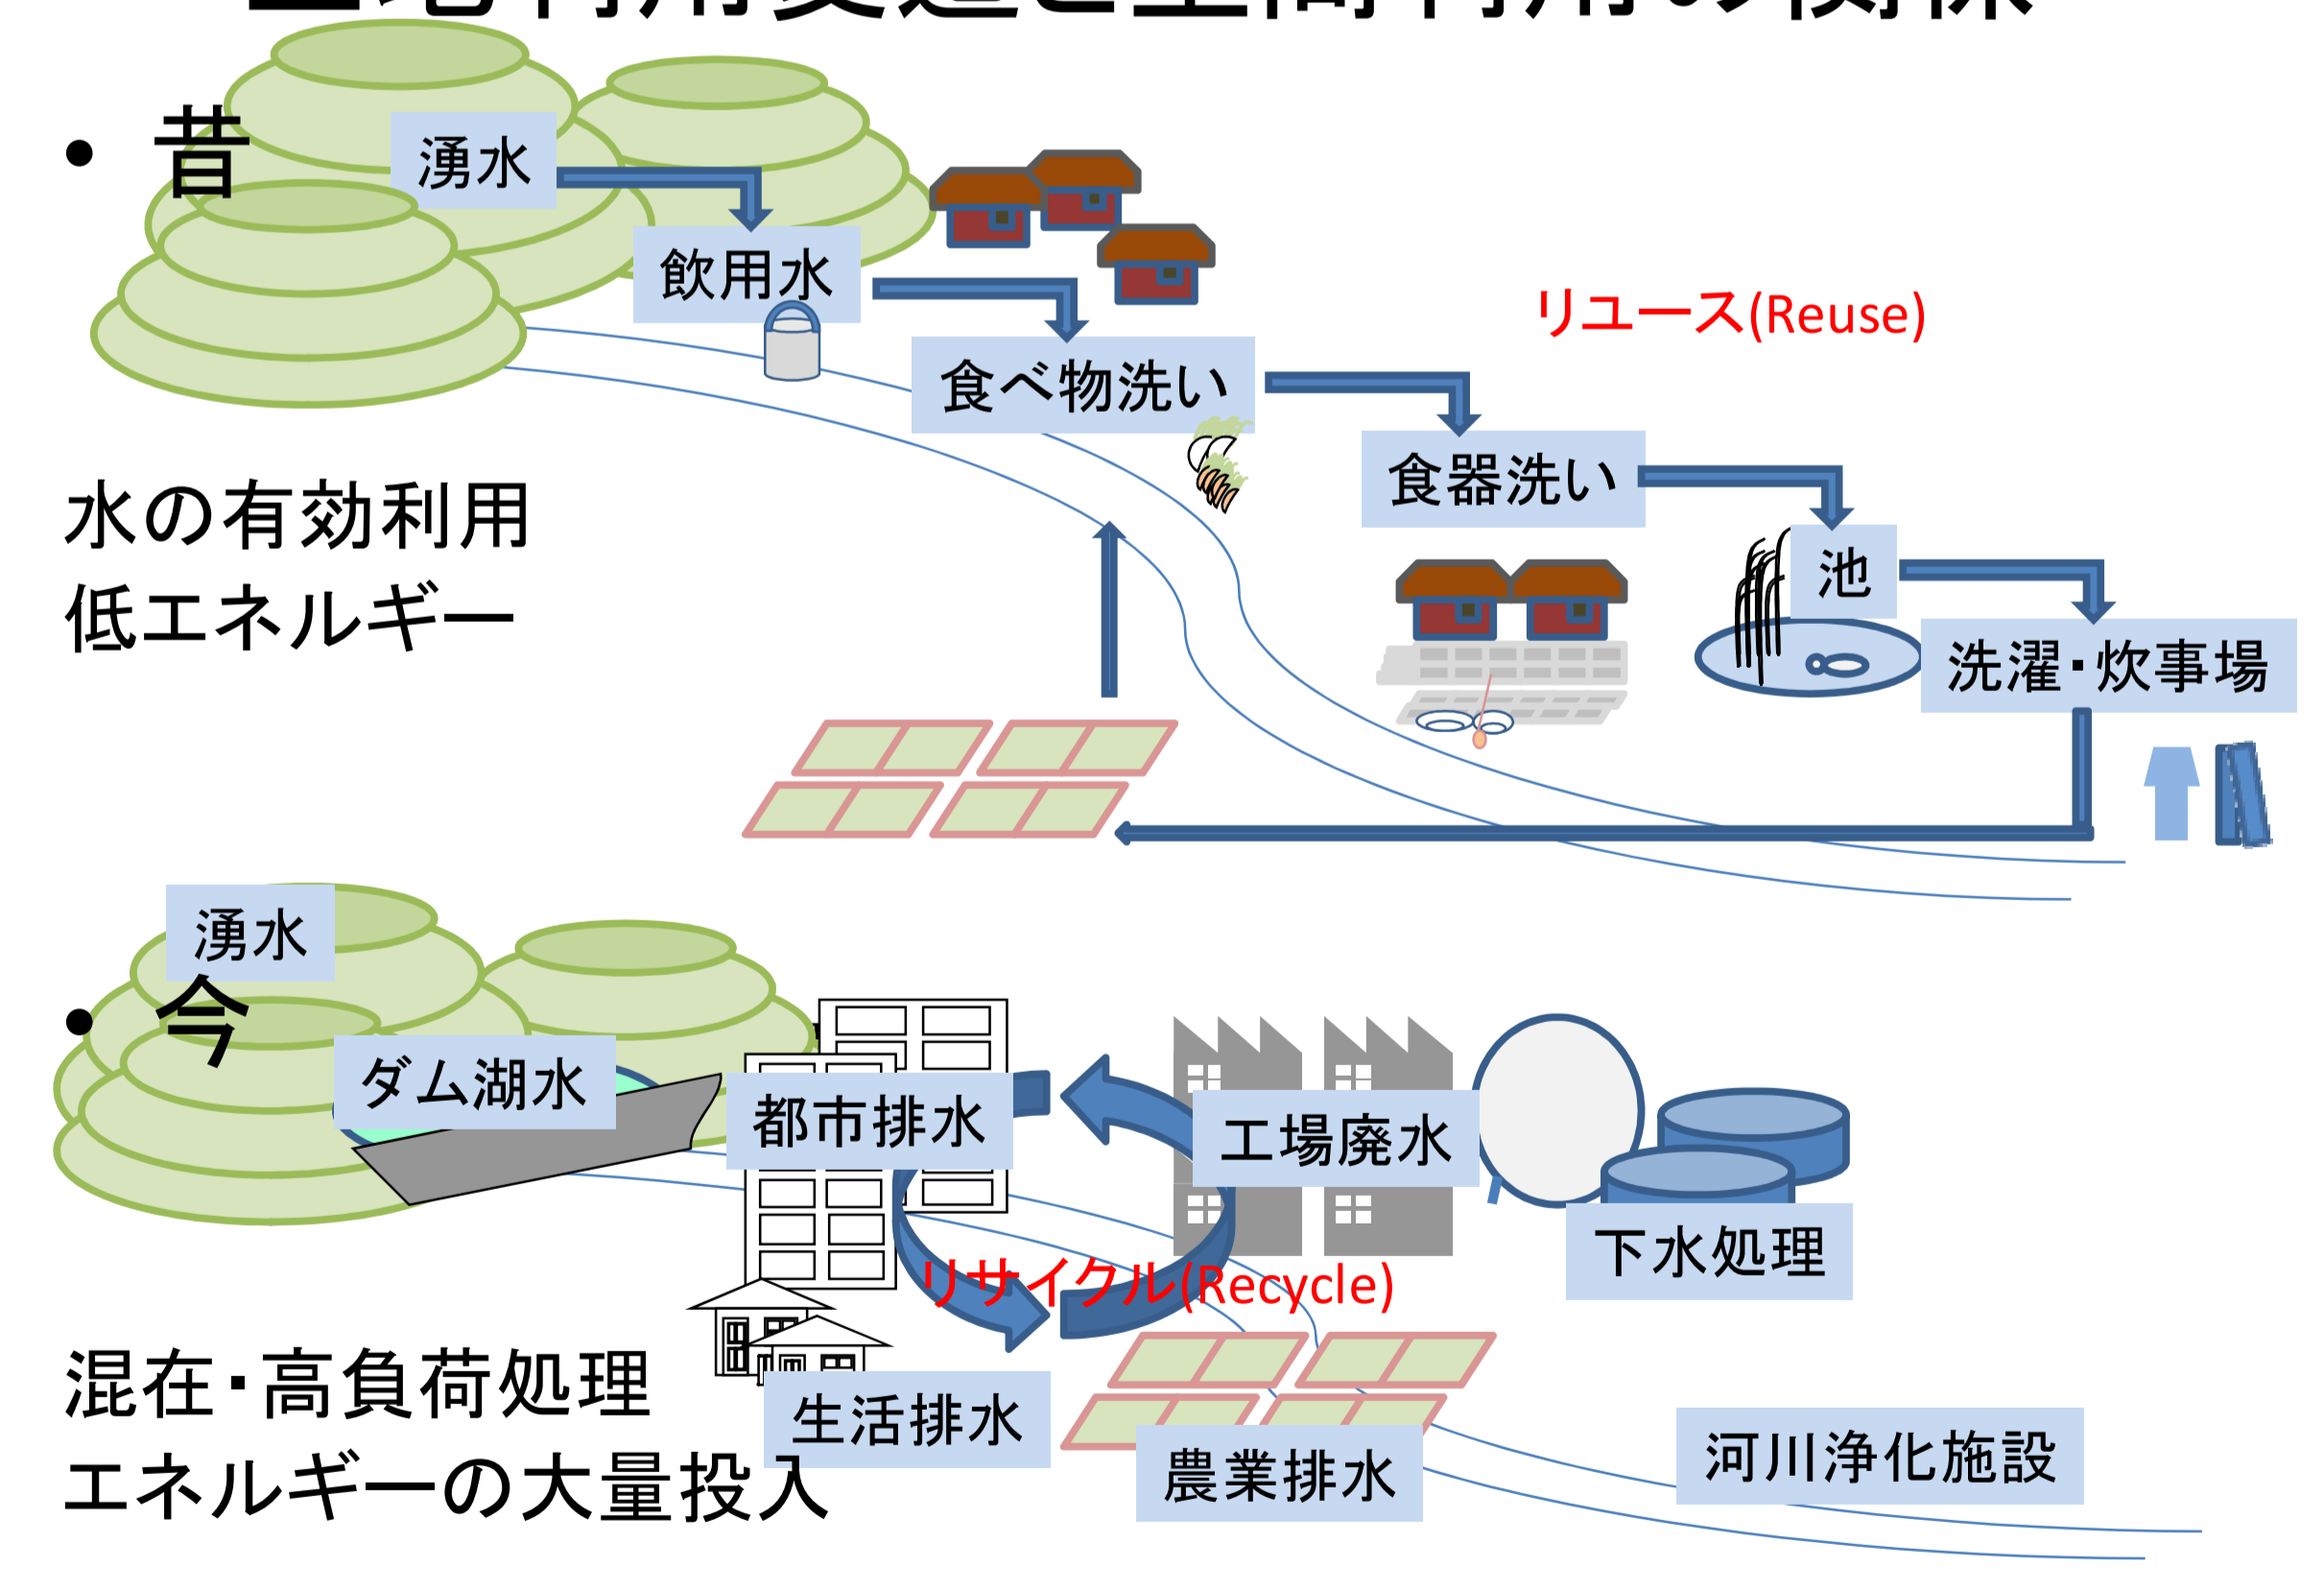 ・昔
湧水
飲用水
食べ物洗い
リユース(Reuse)
食器洗い
池
洗濯・炊事場
水の有効利用
低エネルギー
湧水
・今
ダム湖水
都市排水
工場廃水
下水処理
リサイクル(Recycle)
混在・高負荷処理
エネルギーの大量投入
生活排水
農業排水
河川浄化施設